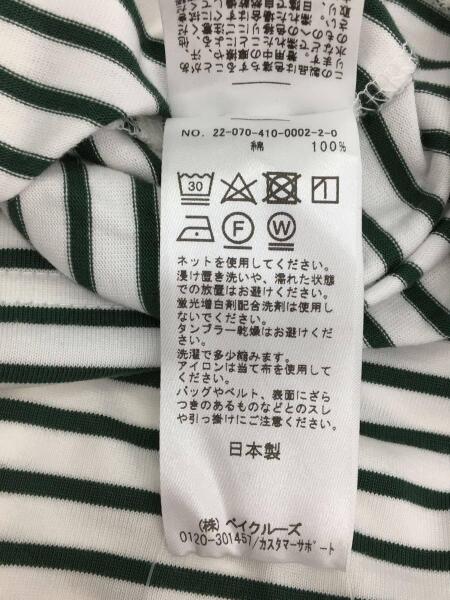 NO. 22-070-410-0002-2-0
綿 100%
30
F W
ネットを使用してください。
浸け置き洗いや、濡れた状態
での放置はお避けください。
蛍光増白剤配合洗剤は使用し
ないでください。
タンブラー乾燥はお避けくだ
さい。
洗濯で多少縮みます。
アイロンは当て布を使用して
ください。
バッグやベルト、表面にざら
つきのあるものなどとのスレ
や引っ掛けにご注意ください。
日本製
(株) ベイクルーズ
0120-301457/カスタマーサポート